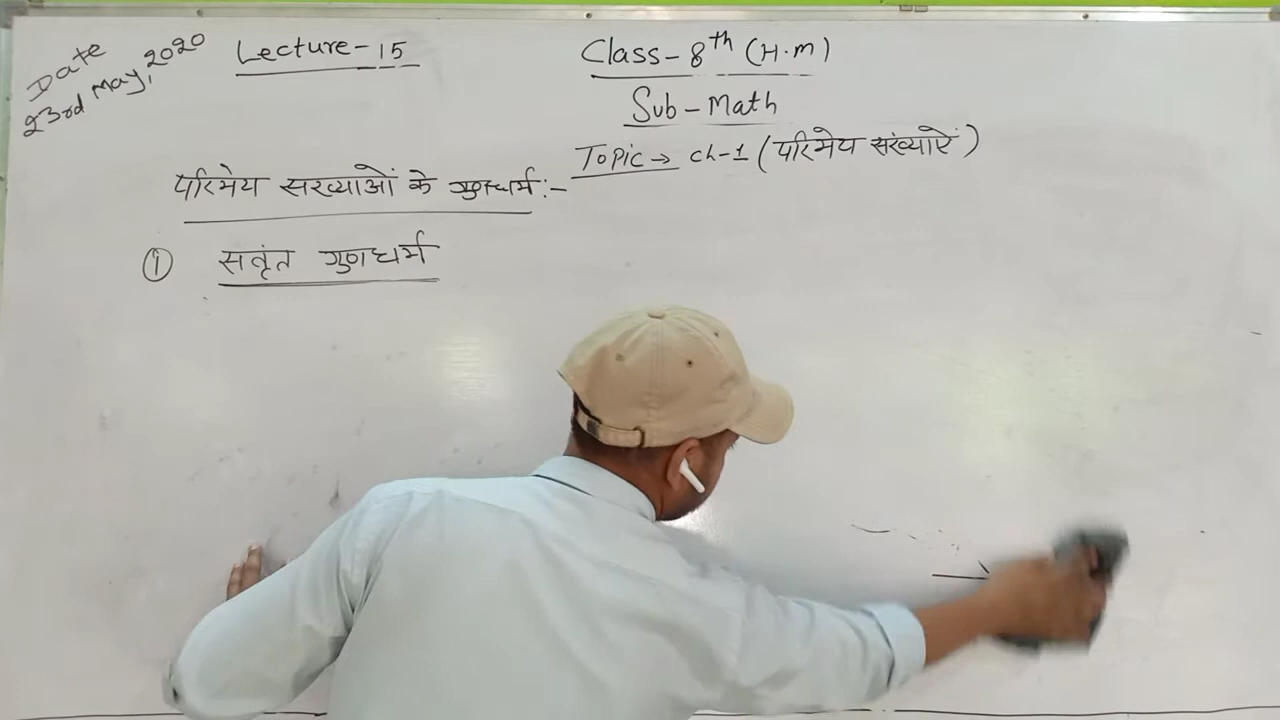 Date
23rd May, 2020
Lecture-15
Class-8th (H.m)
Sub-Math
Topic → ch-1 (परिमेय संख्याऐं)
परिमेय सख्याओं के गुणधर्म:-
① सवृंत गुणधर्म